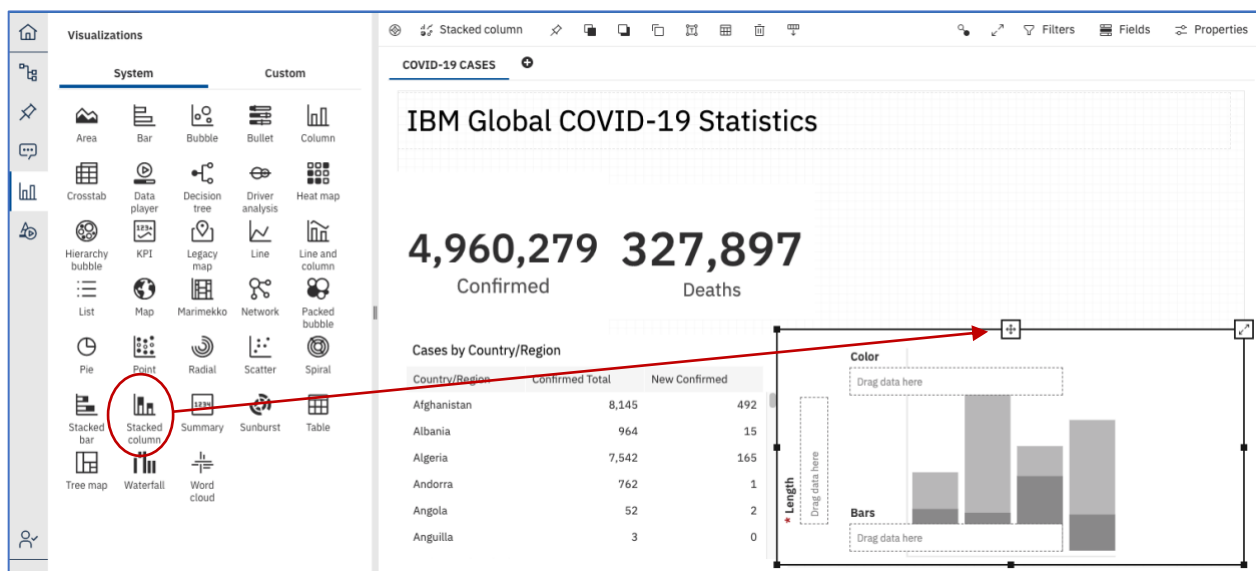 Visualizations
System Custom
Area Bar Bubble Bullet Column
Crosstab Data player Decision tree Driver analysis Heat map
Hierarchy bubble KPI Legacy map Line Line and column
List Map Marimekko Network Packed bubble
Pie Point Radial Scatter Spiral
Stacked bar Stacked column Summary Sunburst Table
Tree map Waterfall Word cloud
Stacked column Filters Fields Properties
COVID-19 CASES
IBM Global COVID-19 Statistics
4,960,279 327,897
Confirmed Deaths
Cases by Country/Region
Country/Region Confirmed Total New Confirmed
Afghanistan 8,145 492
Albania 964 15
Algeria 7,542 165
Andorra 762 1
Angola 52 2
Anguilla 3 0
Color
Drag data here
* Length
Drag data here
Bars
Drag data here